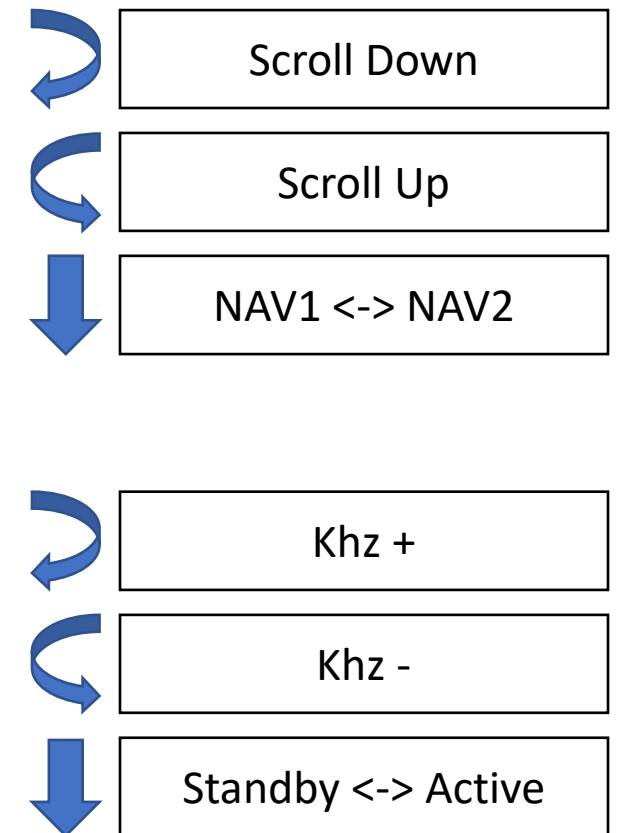 Scroll Down
Scroll Up
NAV1 <-> NAV2
Khz +
Khz -
Standby <-> Active